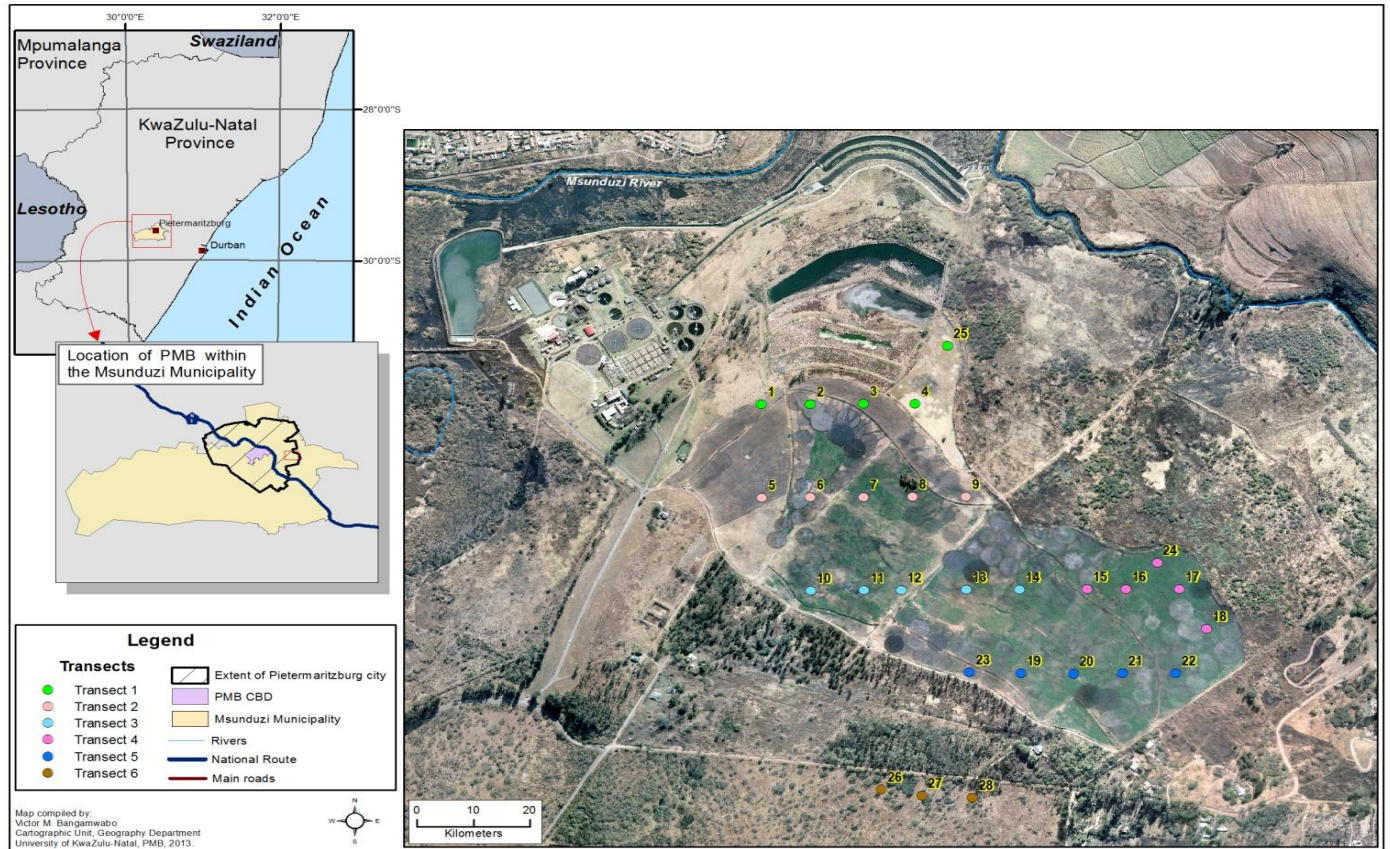 30°0'0"E
32°0'0"E
Mpumalanga
Province
Swaziland
28°0'0"S
KwaZulu-Natal
Province
Lesotho
Pietermaritzburg
Durban
30°0'0"S
Indian Ocean
Location of PMB within
the Msunduzi Municipality
Legend
Transects
Transect 1
Transect 2
Transect 3
Transect 4
Transect 5
Transect 6
Extent of Pietermaritzburg city
PMB CBD
Msunduzi Municipality
Rivers
National Route
Main roads
Map compiled by:
Victor M. Bangamwabo
Cartographic Unit, Geography Department
University of KwaZulu-Natal, PMB, 2013.
N
W
E
S
Msunduzi River
25
1
2
3
4
5
6
7
8
9
24
10
11
12
13
14
15
16
17
18
23
19
20
21
22
26
27
28
0
10
20
Kilometers